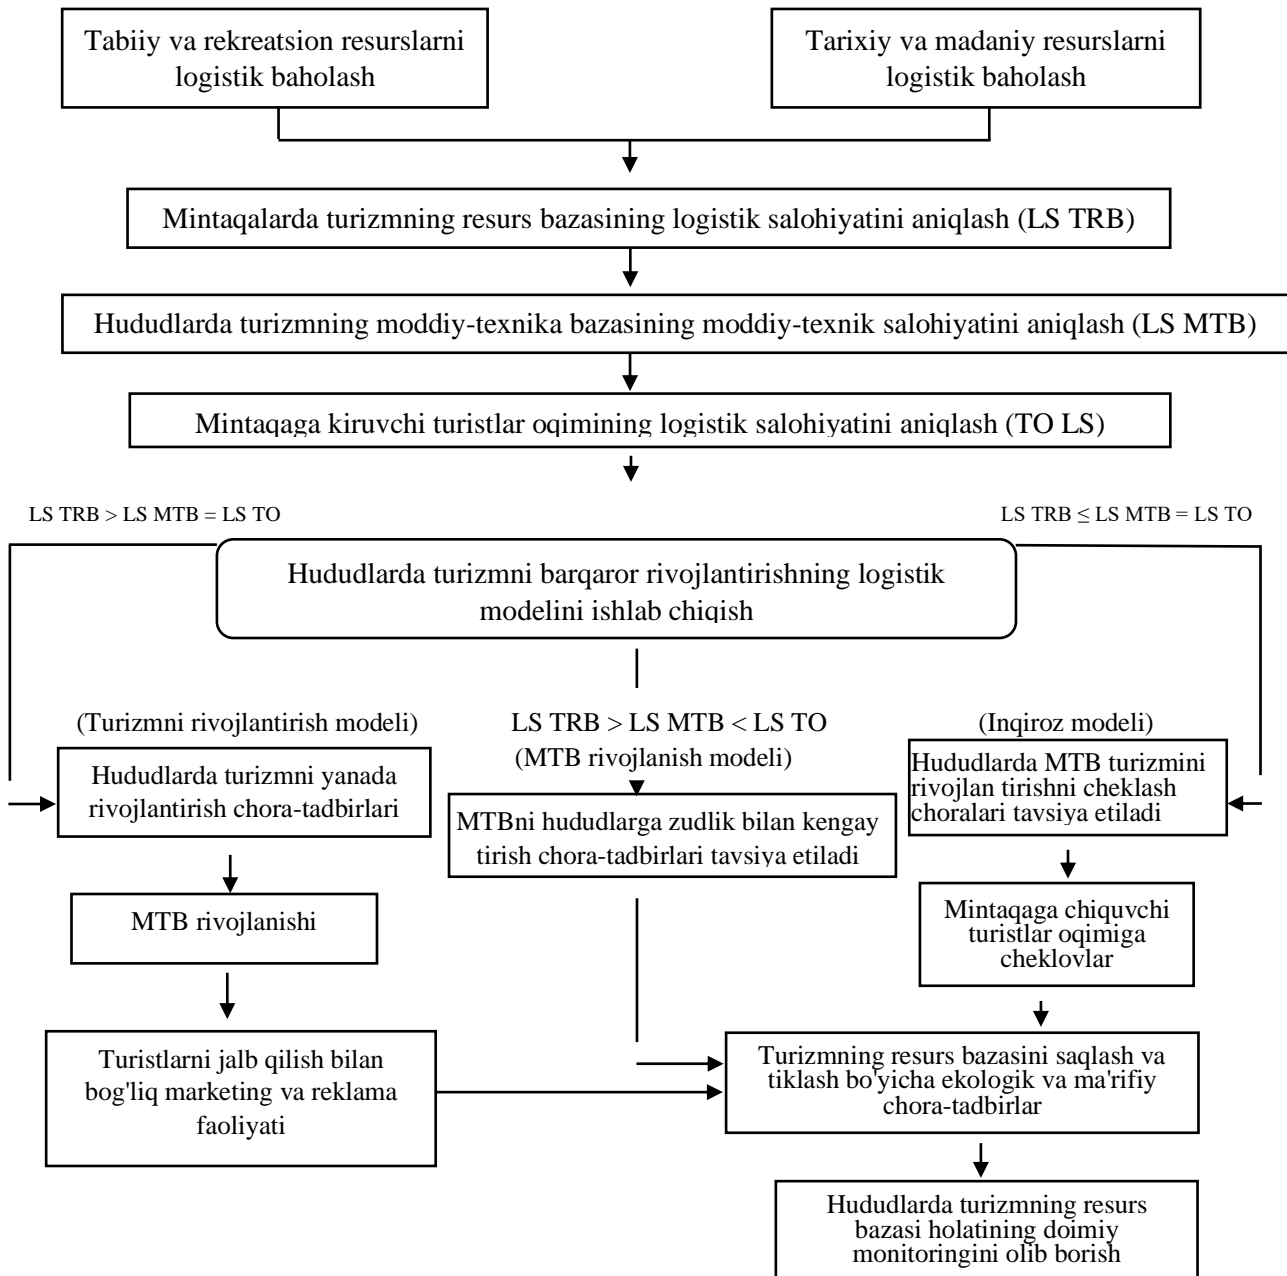 Tabiiy va rekreatsion resurslarni
logistik baholash
Tarixiy va madaniy resurslarni
logistik baholash
Mintaqalarda turizmning resurs bazasining logistik salohiyatini aniqlash (LS TRB)
Hududlarda turizmning moddiy-texnika bazasining moddiy-texnik salohiyatini aniqlash (LS MTB)
Mintaqaga kiruvchi turistlar oqimining logistik salohiyatini aniqlash (TO LS)
LS TRB > LS MTB = LS TO
LS TRB ≤ LS MTB = LS TO
Hududlarda turizmni barqaror rivojlantirishning logistik
modelini ishlab chiqish
(Turizmni rivojlantirish modeli)
Hududlarda turizmni yanada
rivojlantirish chora-tadbirlari
MTB rivojlanishi
Turistlarni jalb qilish bilan
bog'liq marketing va reklama
faoliyati
LS TRB > LS MTB < LS TO
(MTB rivojlanish modeli)
MTBni hududlarga zudlik bilan kengay
tirish chora-tadbirlari tavsiya etiladi
(Inqiroz modeli)
Hududlarda MTB turizmini
rivojlan tirishni cheklash
choralari tavsiya etiladi
Mintaqaga chiquvchi
turistlar oqimiga
cheklovlar
Turizmning resurs bazasini saqlash va
tiklash bo'yicha ekologik va ma'rifiy
chora-tadbirlar
Hududlarda turizmning resurs
bazasi holatining doimiy
monitoringini olib borish